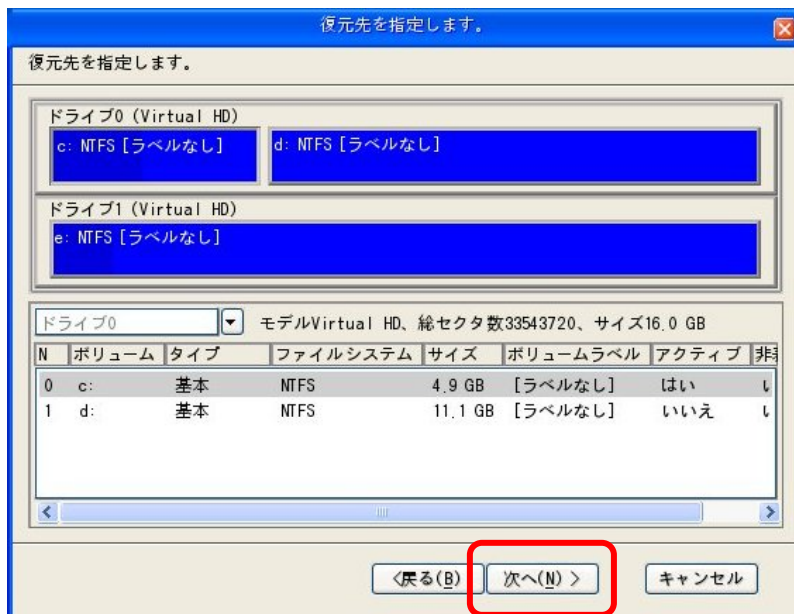 復元先を指定します。
復元先を指定します。
ドライブ0 (Virtual HD)
c: NTFS [ラベルなし]
d: NTFS [ラベルなし]
ドライブ1 (Virtual HD)
e: NTFS [ラベルなし]
ドライブ0
モデルVirtual HD、総セクタ数33543720、サイズ16.0 GB
N ボリューム タイプ ファイルシステム サイズ ボリュームラベル アクティブ 非
0 c: 基本 NTFS 4.9 GB [ラベルなし] はい
1 d: 基本 NTFS 11.1 GB [ラベルなし] いいえ
<戻る(B)
次へ(N) >
キャンセル